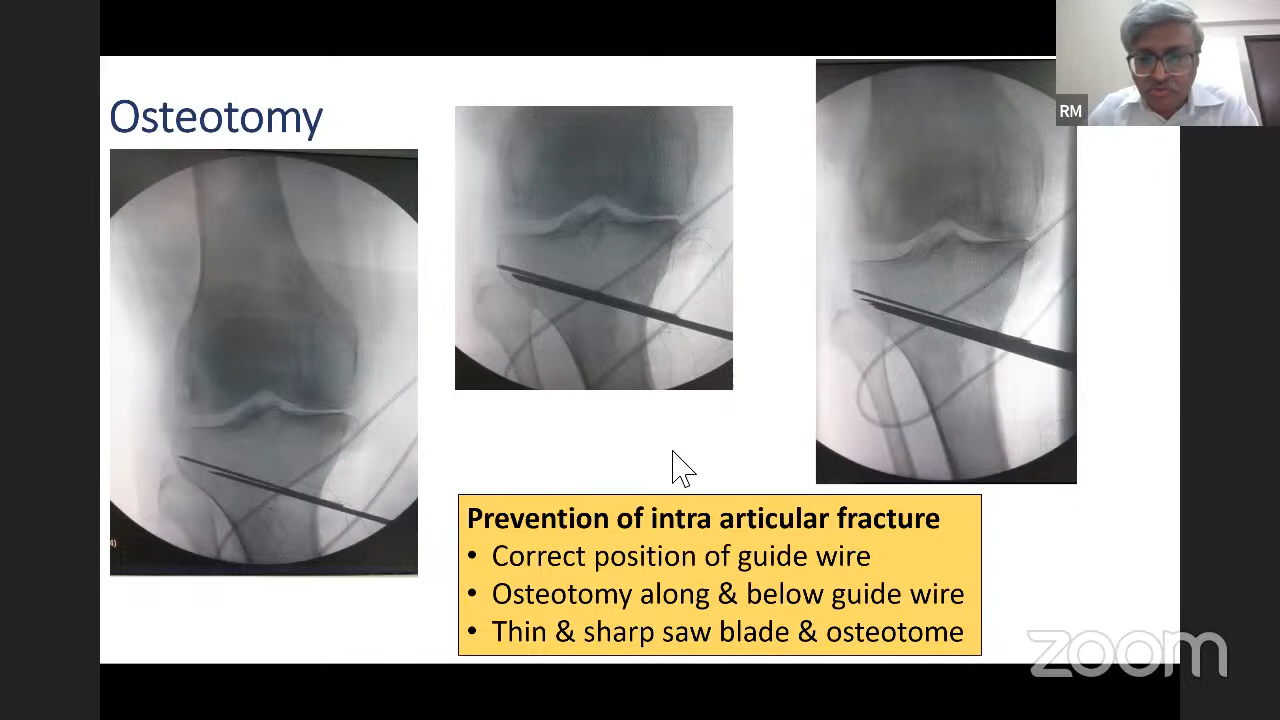 Osteotomy
RM
Prevention of intra articular fracture
• Correct position of guide wire
• Osteotomy along & below guide wire
• Thin & sharp saw blade & osteotome
zoom